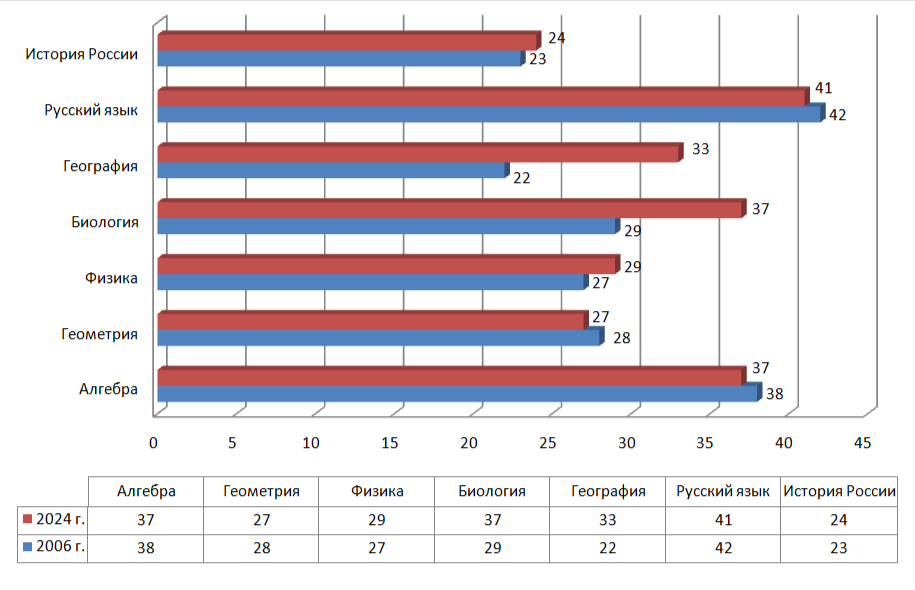 История России
24
23
Русский язык
41
42
География
33
22
Биология
37
29
Физика
29
27
Геометрия
27
28
Алгебра
37
38
0 5 10 15 20 25 30 35 40 45
Алгебра Геометрия Физика Биология География Русский язык История России
2024 г. 37 27 29 37 33 41 24
2006 г. 38 28 27 29 22 42 23